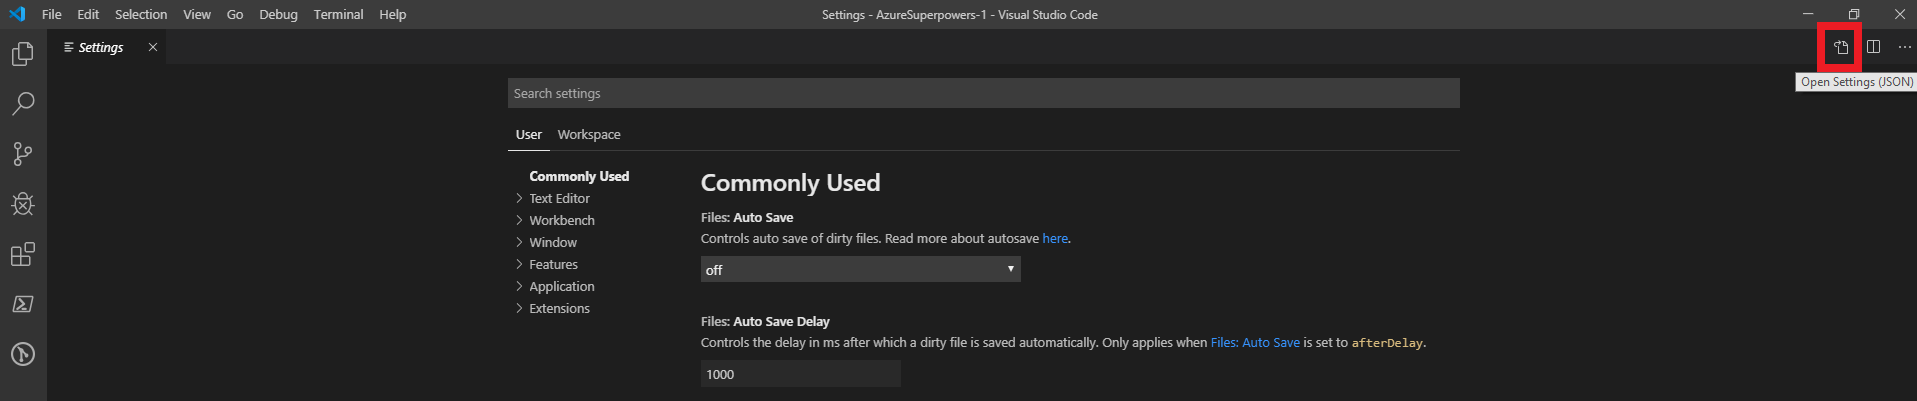 File Edit Selection View Go Debug Terminal Help Settings - AzureSuperpowers-1 - Visual Studio Code
Settings
Open Settings (JSON)
Search settings
User Workspace
Commonly Used
Text Editor
Workbench
Window
Features
Application
Extensions
Commonly Used
Files: Auto Save
Controls auto save of dirty files. Read more about autosave here.
off
Files: Auto Save Delay
Controls the delay in ms after which a dirty file is saved automatically. Only applies when Files: Auto Save is set to afterDelay.
1000